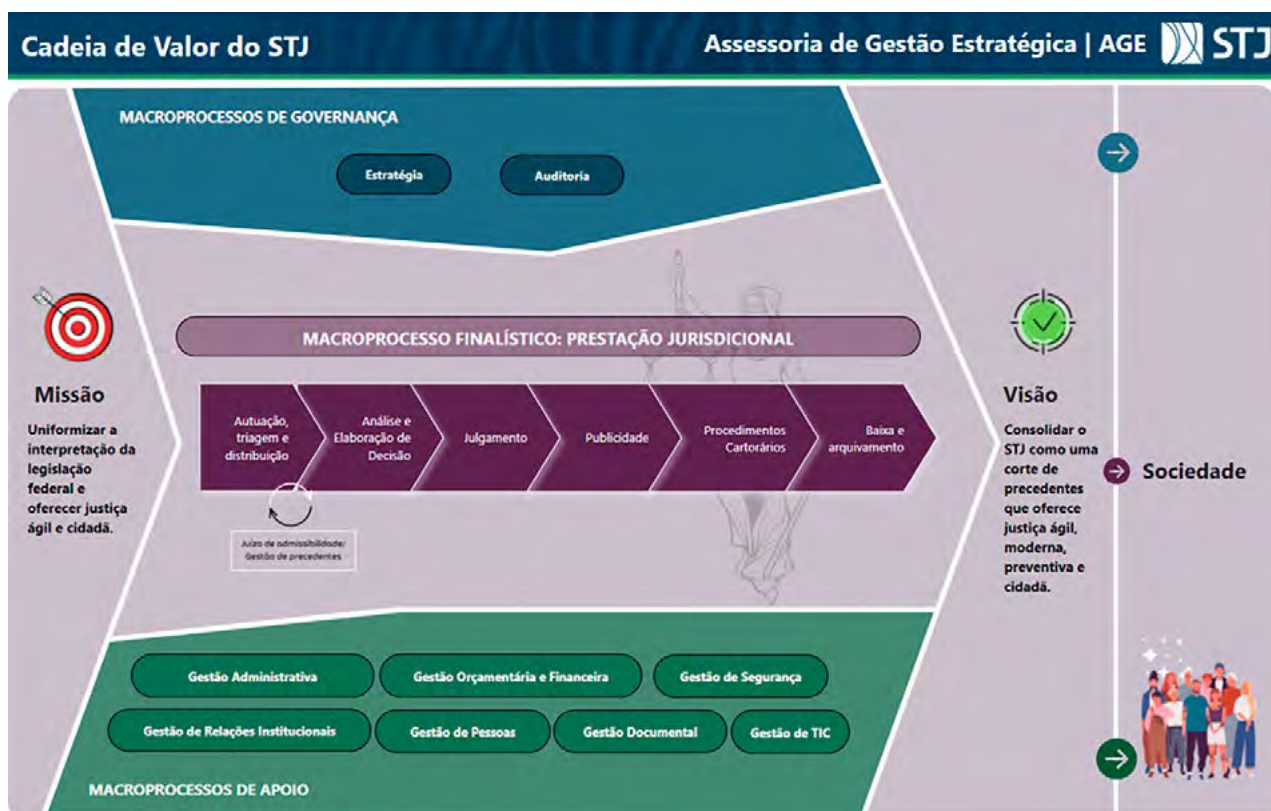 Cadeia de Valor do STJ
Assessoria de Gestão Estratégica | AGE
STJ
MACROPROCESSOS DE GOVERNANÇA
Estratégia
Auditoria
Missão
Uniformizar a
interpretação da
legislação
federal e
oferecer justiça
ágil e cidadã.
MACROPROCESSO FINALÍSTICO: PRESTAÇÃO JURISDICIONAL
Autuação,
triagem e
distribuição
Análise e
Elaboração de
Decisão
Julgamento
Publicidade
Procedimentos
Cartorários
Baixa e
arquivamento
Juízo de admissibilidade/
Gestão de precedentes
Visão
Consolidar o
STJ como uma
corte de
precedentes
que oferece
justiça ágil,
moderna,
preventiva e
cidadã.
Sociedade
Gestão Administrativa
Gestão Orçamentária e Financeira
Gestão de Segurança
Gestão de Relações Institucionais
Gestão de Pessoas
Gestão Documental
Gestão de TIC
MACROPROCESSOS DE APOIO